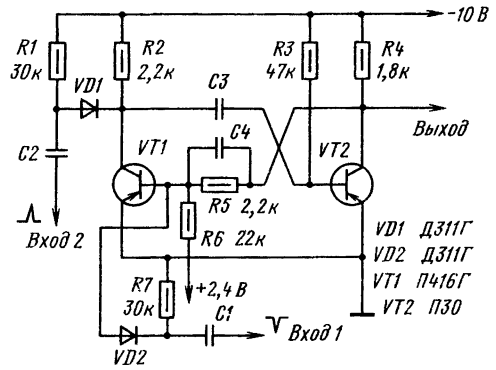 -10 В
R1
30к
R2
2,2к
R3
47к
R4
1,8к
VD1
C3
C4
Выход
C2
VT1
VT2
R5 2,2к
R6 22к
Вход 2
+2,4 В
R7
30к
C1
Вход 1
VD2
VD1 Д311Г
VD2 Д311Г
VT1 П416Г
VT2 П30